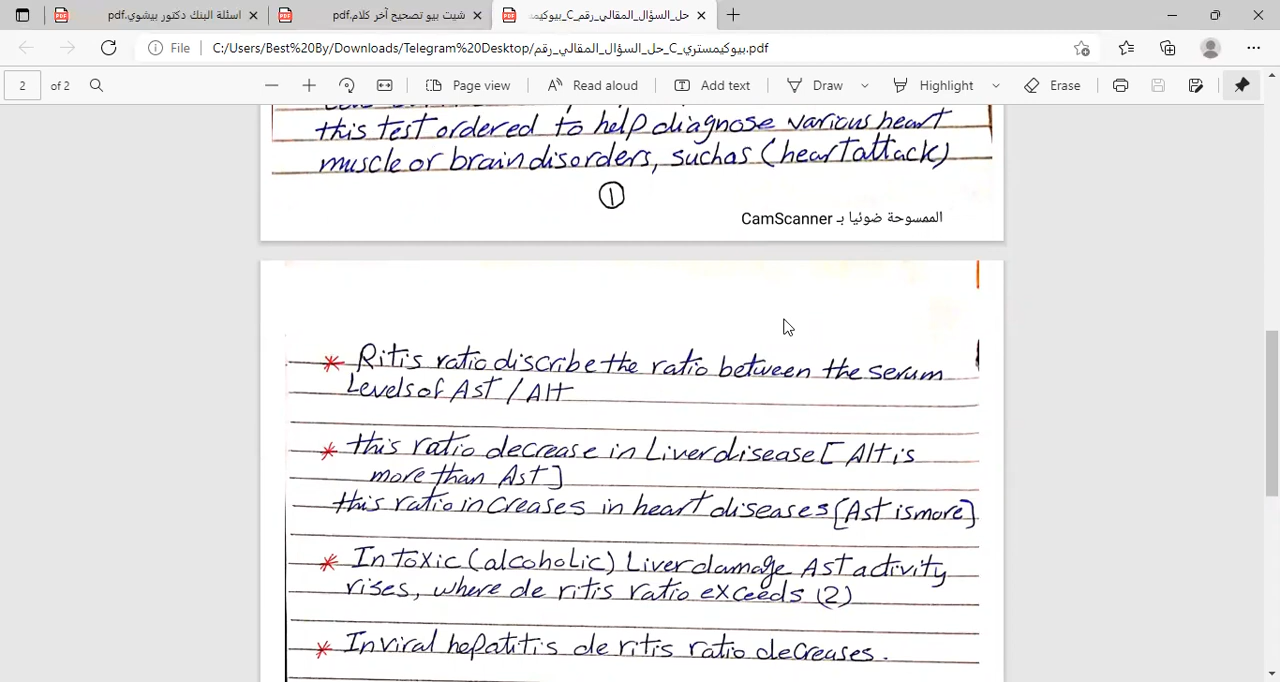 اسئلة البنك دكتور بيشوي.pdf
شيت بيو تصحيح آخر كلام.pdf
حل_السؤال_المقالي_رقم_C_بيوكيم
File
C:/Users/Best%20By/Downloads/Telegram%20Desktop/حل_السؤال_المقالي_رقم_C_بيوكيمستري.pdf
2 of 2
Page view
Read aloud
Add text
Draw
Highlight
Erase
this test ordered to help diagnose various heart
muscle or brain disorders, such as (heart attack)
1
الممسوحة ضوئيا بـ CamScanner
* Ritis ratio discribe the ratio between the serum
Levels of Ast / Alt
* this ratio decrease in Liver disease [Alt is
more than Ast]
this ratio increases in heart diseases [Ast is more]
* In toxic (alcoholic) Liver damage Ast activity
rises, where de ritis ratio exceeds (2)
* In viral hepatitis de ritis ratio decreases.